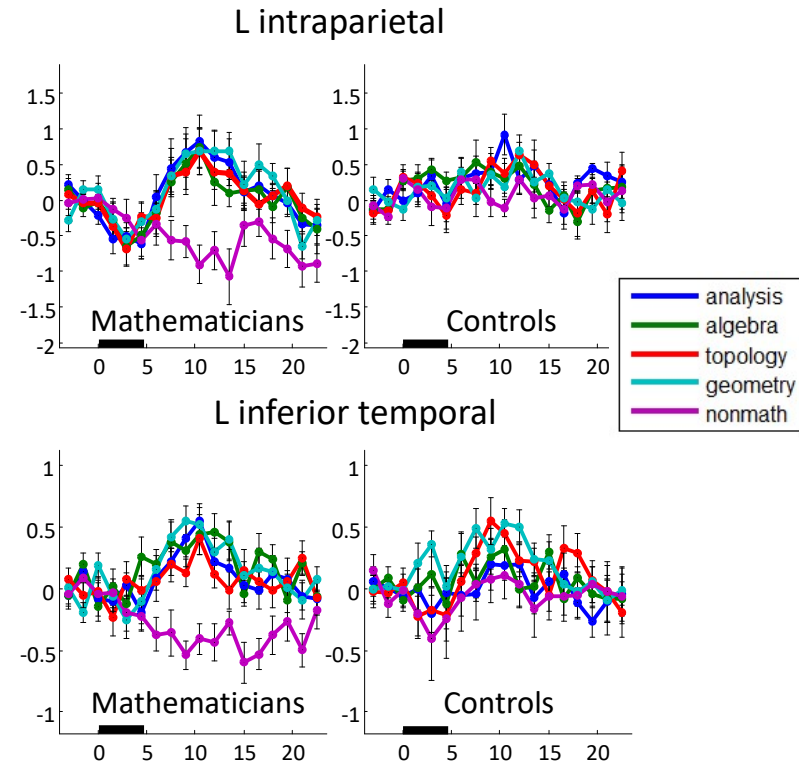 L intraparietal
1.5
1
0.5
0
-0.5
-1
-1.5
-2
Mathematicians
0 5 10 15 20
1.5
1
0.5
0
-0.5
-1
-1.5
-2
Controls
0 5 10 15 20
analysis
algebra
topology
geometry
nonmath
L inferior temporal
1
0.5
0
-0.5
-1
Mathematicians
0 5 10 15 20
1
0.5
0
-0.5
-1
Controls
0 5 10 15 20